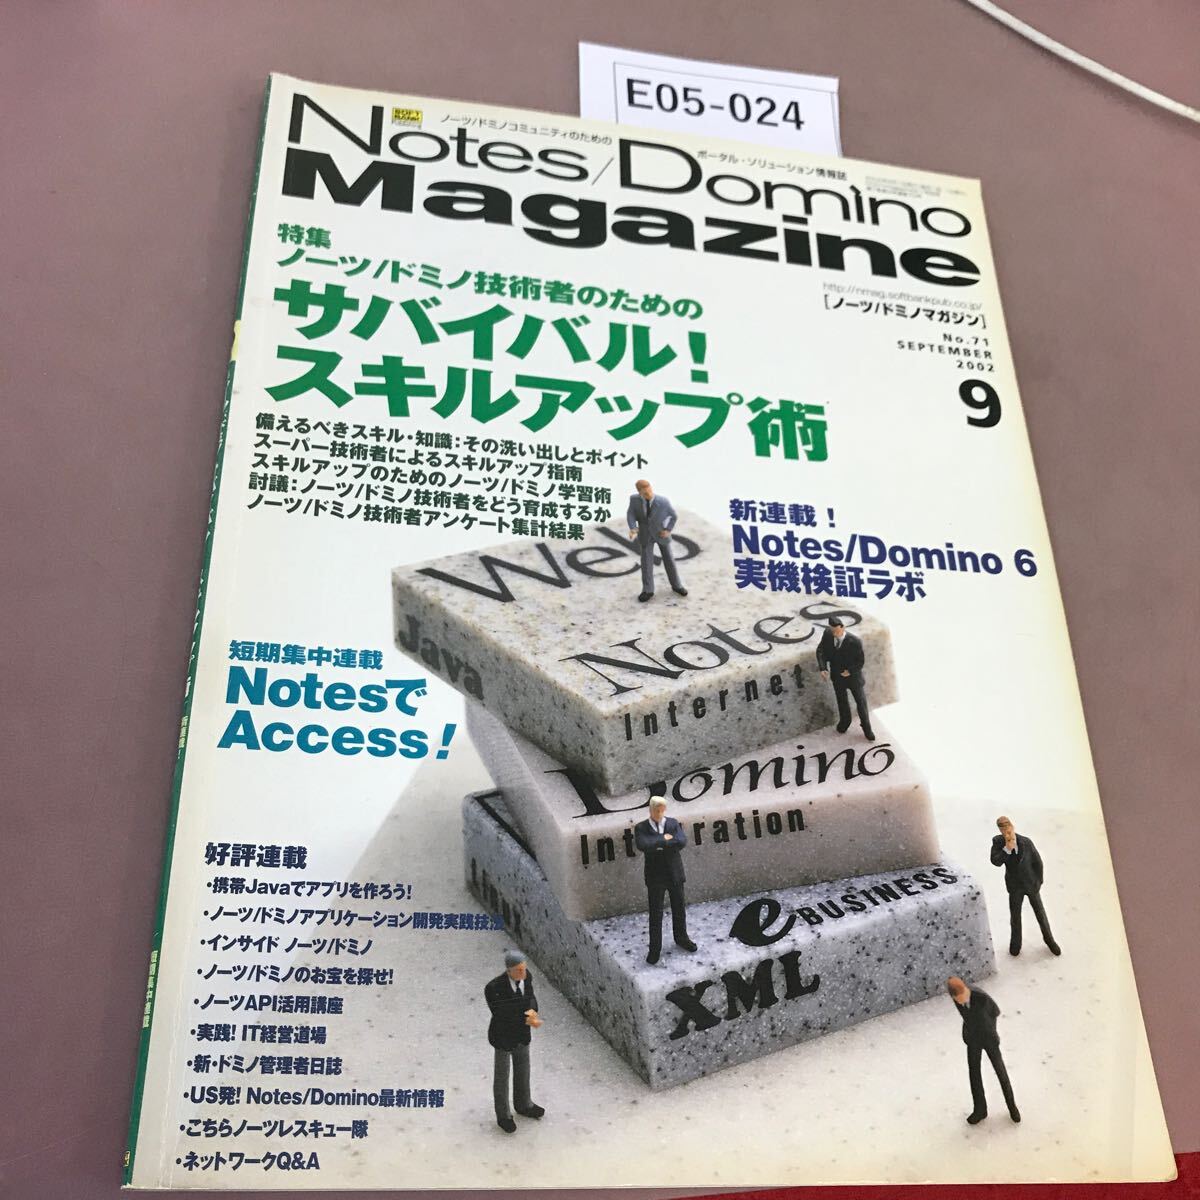 E05-024
SOFT BANK
ノーツ/ドミノコミュニティのための
ポータル・ソリューション情報誌
Notes/Domino
Magazine
http://nmag.softbankpub.co.jp/
[ノーツ/ドミノマガジン]
No.71
SEPTEMBER
2002
9
特集
ノーツ/ドミノ技術者のための
サバイバル!
スキルアップ術
備えるべきスキル・知識:その洗い出しとポイント
スーパー技術者によるスキルアップ指南
スキルアップのためのノーツ/ドミノ学習術
討議:ノーツ/ドミノ技術者をどう育成するか
ノーツ/ドミノ技術者アンケート集計結果
新連載!
Notes/Domino 6
実機検証ラボ
短期集中連載
Notesで
Access!
Web
Notes
Java
Internet
Domino
Linux
eBUSINESS
XML
好評連載
・携帯Javaでアプリを作ろう!
・ノーツ/ドミノアプリケーション開発実践技法
・インサイド ノーツ/ドミノ
・ノーツ/ドミノのお宝を探せ!
・ノーツAPI活用講座
・実践! IT経営道場
・新・ドミノ管理者日誌
・US発! Notes/Domino最新情報
・こちらノーツレスキュー隊
・ネットワークQ&A
新連載!
短期集中連載